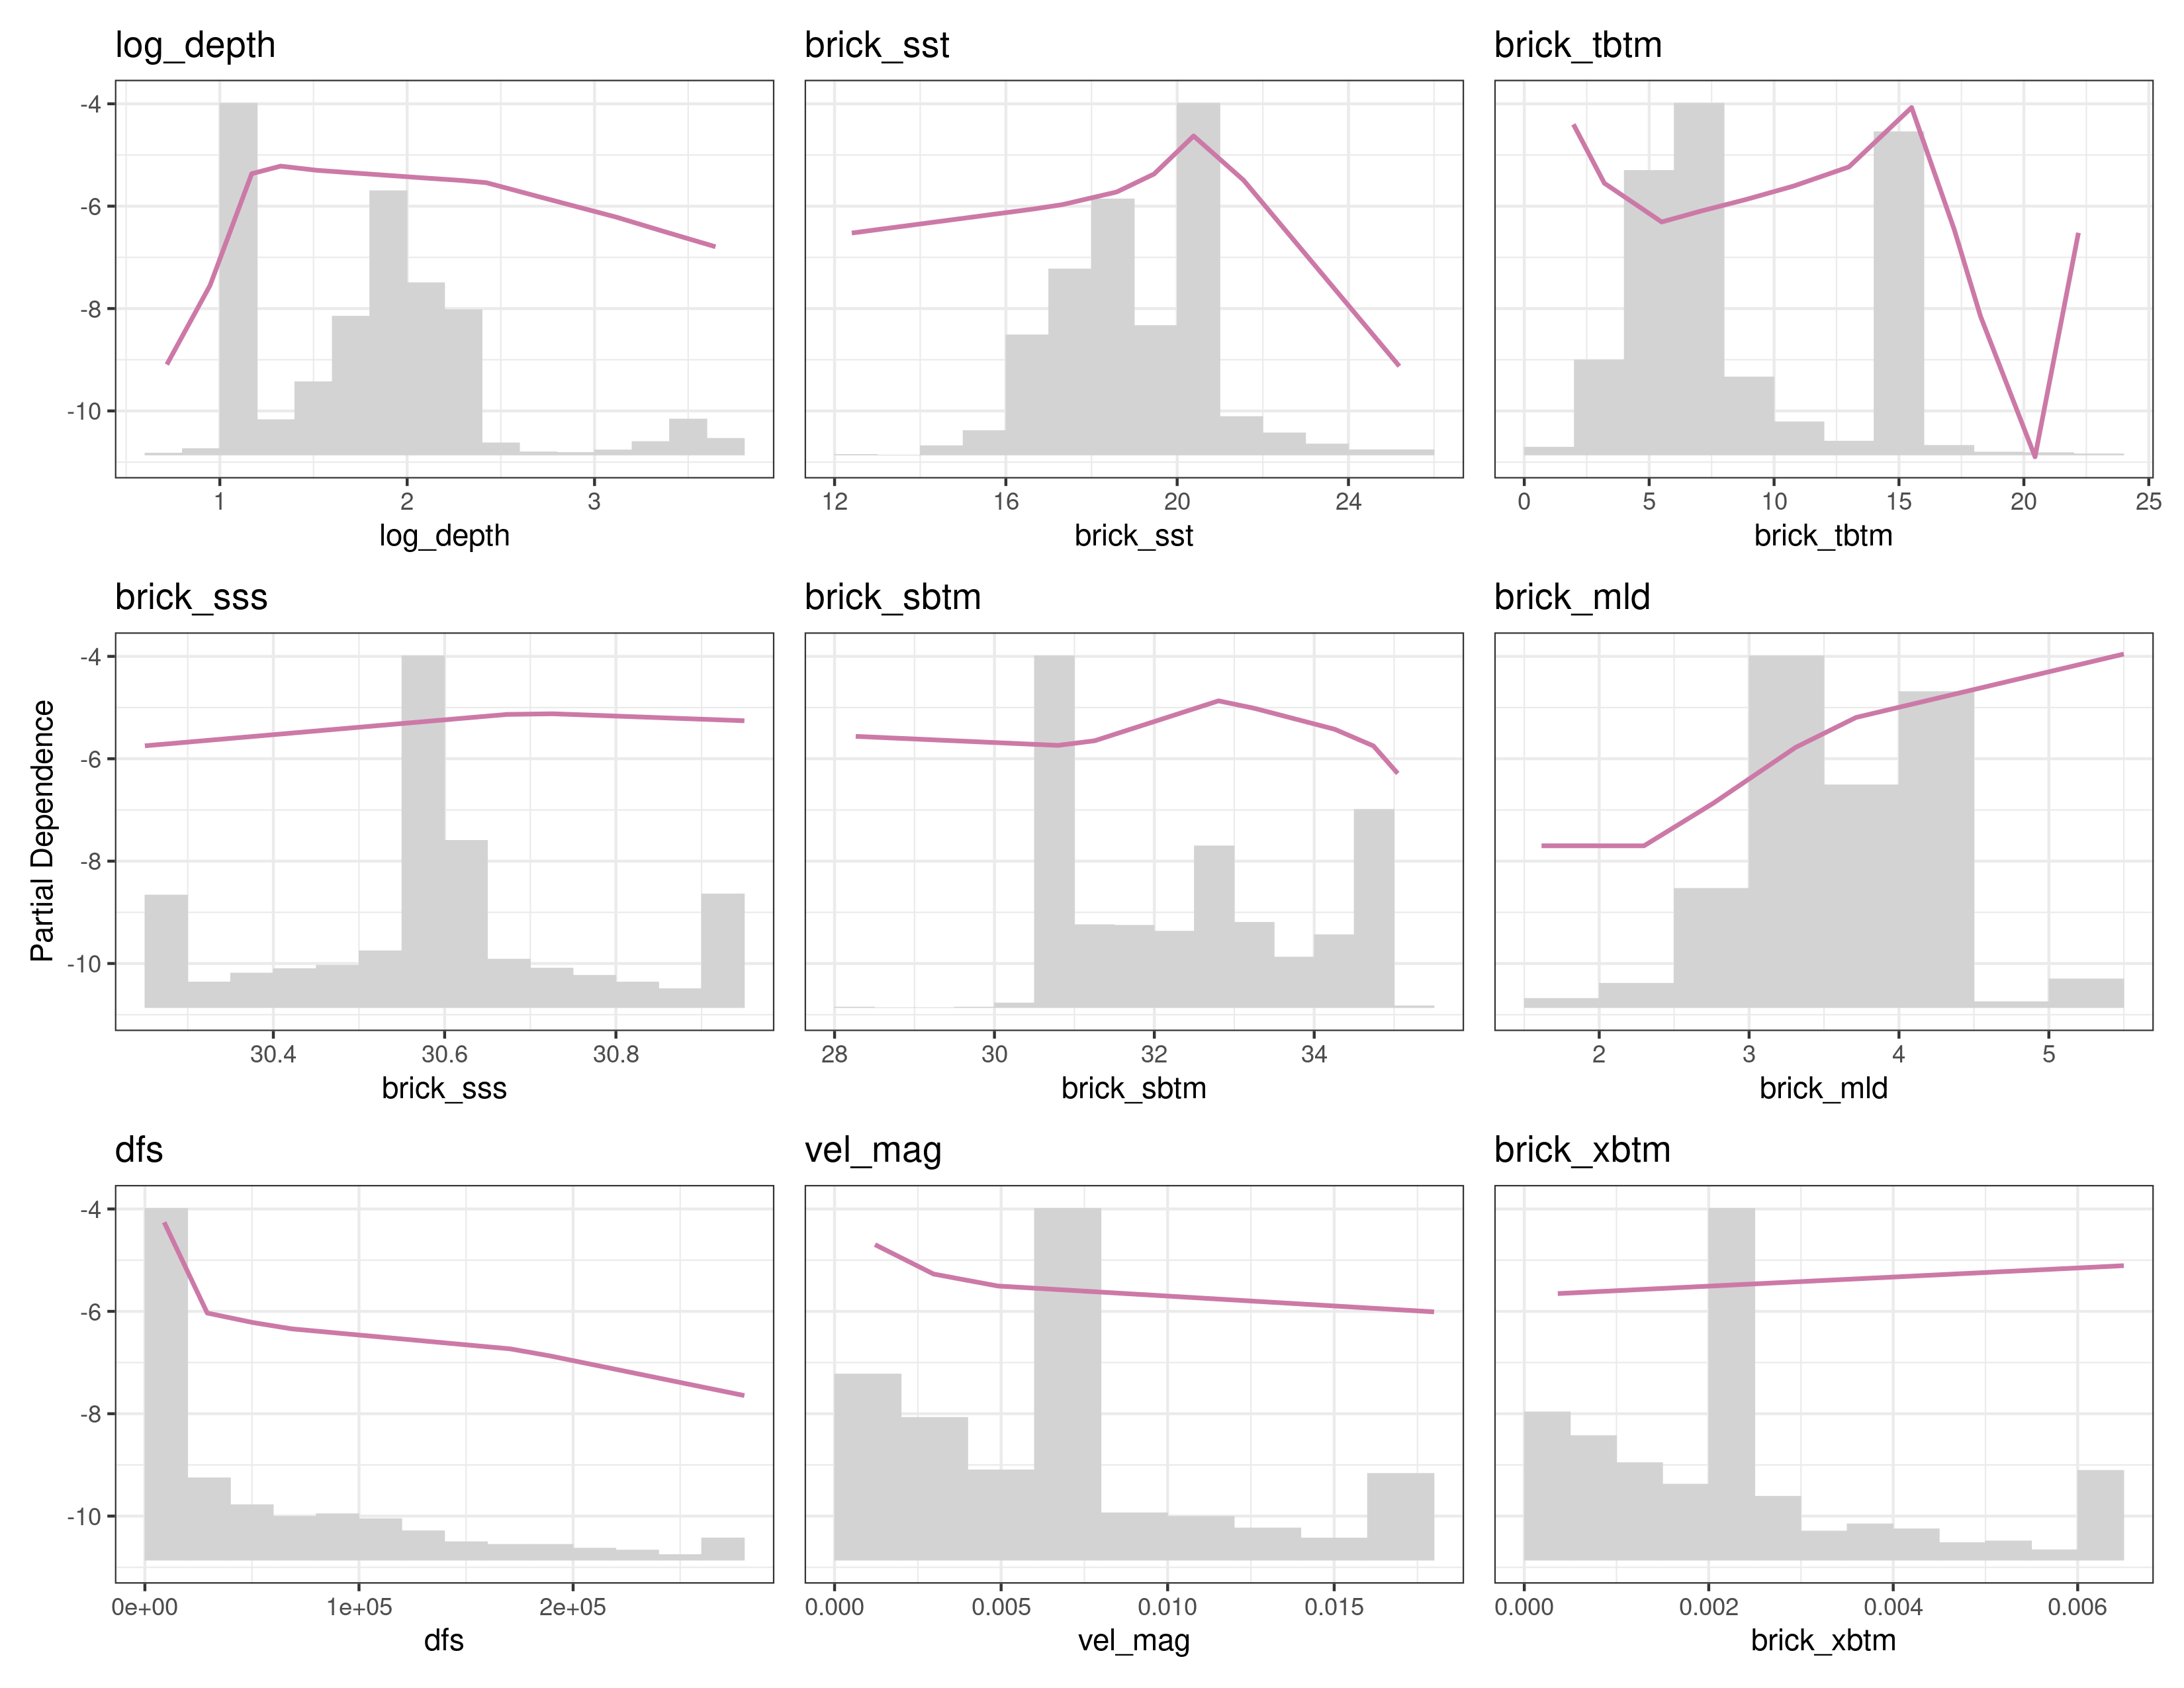 log_depth
brick_sst
brick_tbtm
-4
-6
-8
-10
1 2 3
12 16 20 24
0 5 10 15 20 25
log_depth
brick_sst
brick_tbtm
brick_sss
brick_sbtm
brick_mld
Partial Dependence
-4
-6
-8
-10
30.4 30.6 30.8
28 30 32 34
2 3 4 5
brick_sss
brick_sbtm
brick_mld
dfs
vel_mag
brick_xbtm
-4
-6
-8
-10
0e+00 1e+05 2e+05
0.000 0.005 0.010 0.015
0.000 0.002 0.004 0.006
dfs
vel_mag
brick_xbtm